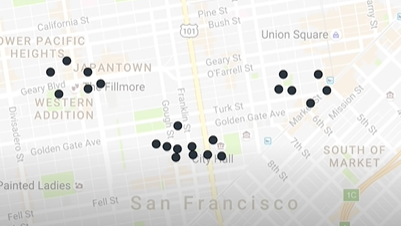 California St
Pine St
Bush St
101
Union Square
OWER PACIFIC
HEIGHTS
JAPANTOWN
Geary St
O'Farrell St
Geary Blvd
The Fillmore
WESTERN
ADDITION
Divisadero St
Gough St
Franklin St
Turk St
Golden Gate Ave
Golden Gate Ave
Market St
Mission St
6th St
7th St
8th St
City Hall
SOUTH OF
MARKET
Painted Ladies
Fell St
Fell St
San Francisco
1C